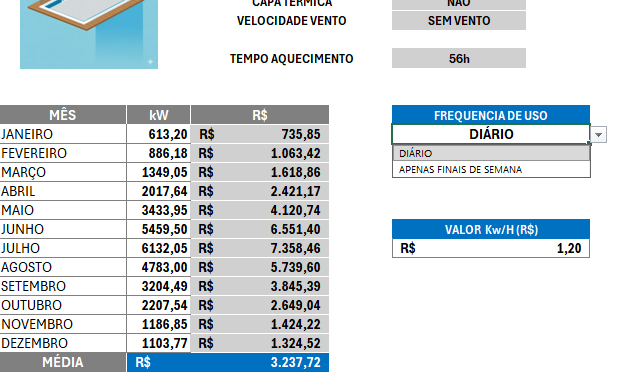 CAPA TÉRMICA NÃO
VELOCIDADE VENTO SEM VENTO
TEMPO AQUECIMENTO 56h
MÊS kW R$
JANEIRO 613,20 R$ 735,85
FEVEREIRO 886,18 R$ 1.063,42
MARÇO 1349,05 R$ 1.618,86
ABRIL 2017,64 R$ 2.421,17
MAIO 3433,95 R$ 4.120,74
JUNHO 5459,50 R$ 6.551,40
JULHO 6132,05 R$ 7.358,46
AGOSTO 4783,00 R$ 5.739,60
SETEMBRO 3204,49 R$ 3.845,39
OUTUBRO 2207,54 R$ 2.649,04
NOVEMBRO 1186,85 R$ 1.424,22
DEZEMBRO 1103,77 R$ 1.324,52
MÉDIA R$ 3.237,72
FREQUENCIA DE USO
DIÁRIO
DIÁRIO
APENAS FINAIS DE SEMANA
VALOR Kw/H (R$)
R$ 1,20